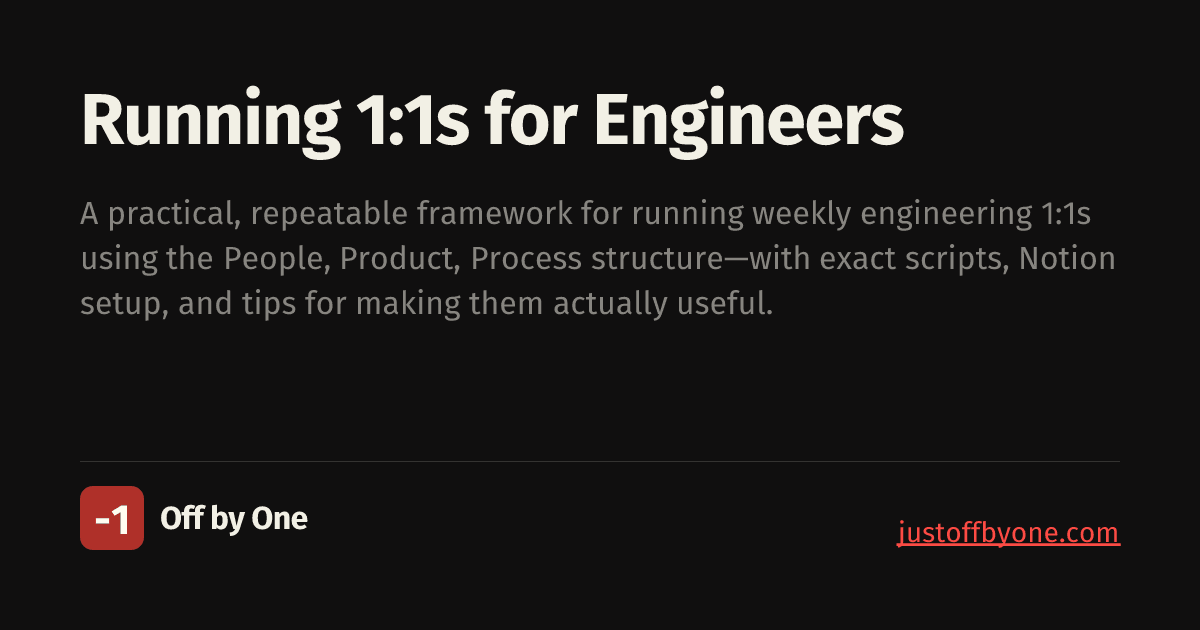 Running 1:1s for Engineers
A practical, repeatable framework for running weekly engineering 1:1s
using the People, Product, Process structure—with exact scripts, Notion
setup, and tips for making them actually useful.
-1
Off by One
justoffbyone.com